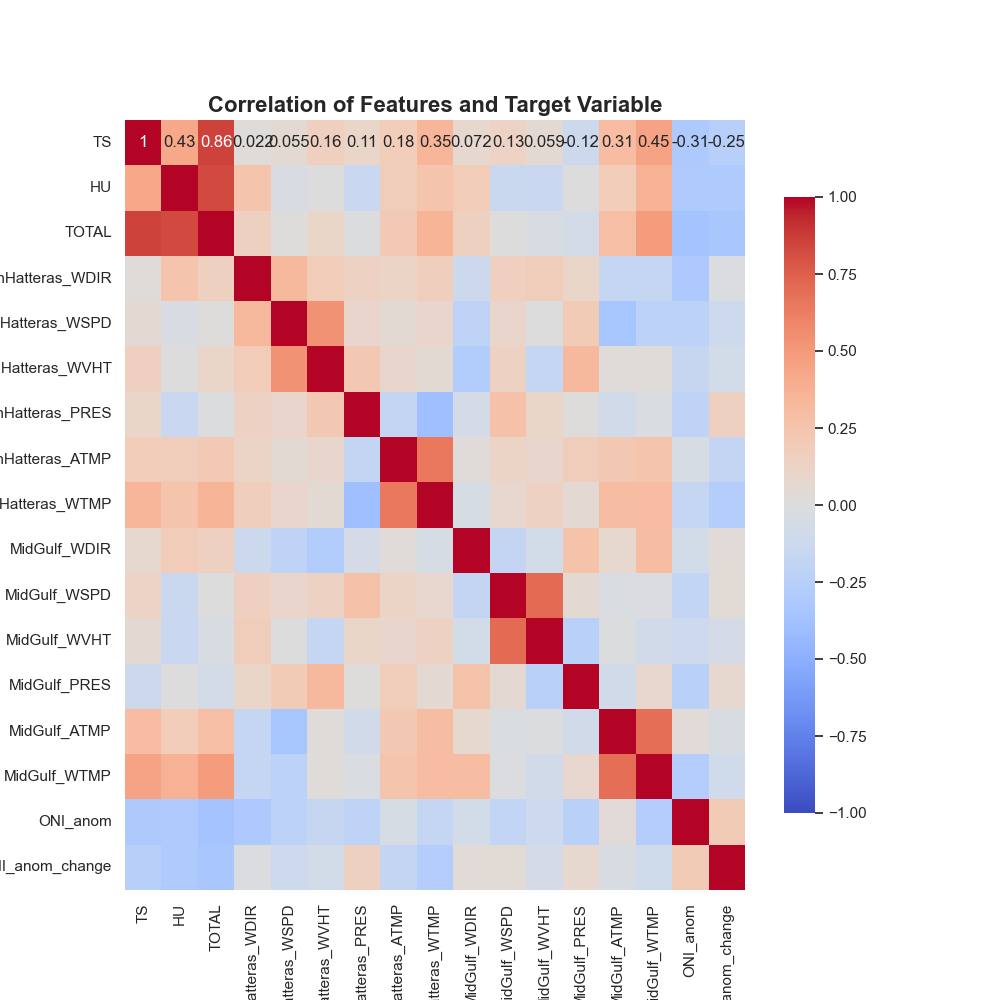 Correlation of Features and Target Variable
TS 1 0.43 0.86 0.022 0.055 0.16 0.11 0.18 0.35 0.072 0.13 0.059 -0.12 0.31 0.45 -0.31 -0.25
HU
TOTAL
nHatteras_WDIR
Hatteras_WSPD
Hatteras_WVHT
nHatteras_PRES
nHatteras_ATMP
Hatteras_WTMP
MidGulf_WDIR
MidGulf_WSPD
MidGulf_WVHT
MidGulf_PRES
MidGulf_ATMP
MidGulf_WTMP
ONI_anom
I_anom_change
1.00
0.75
0.50
0.25
0.00
−0.25
−0.50
−0.75
−1.00
TS
HU
TOTAL
atteras_WDIR
atteras_WSPD
atteras_WVHT
atteras_PRES
atteras_ATMP
atteras_WTMP
MidGulf_WDIR
idGulf_WSPD
idGulf_WVHT
MidGulf_PRES
MidGulf_ATMP
idGulf_WTMP
ONI_anom
anom_change